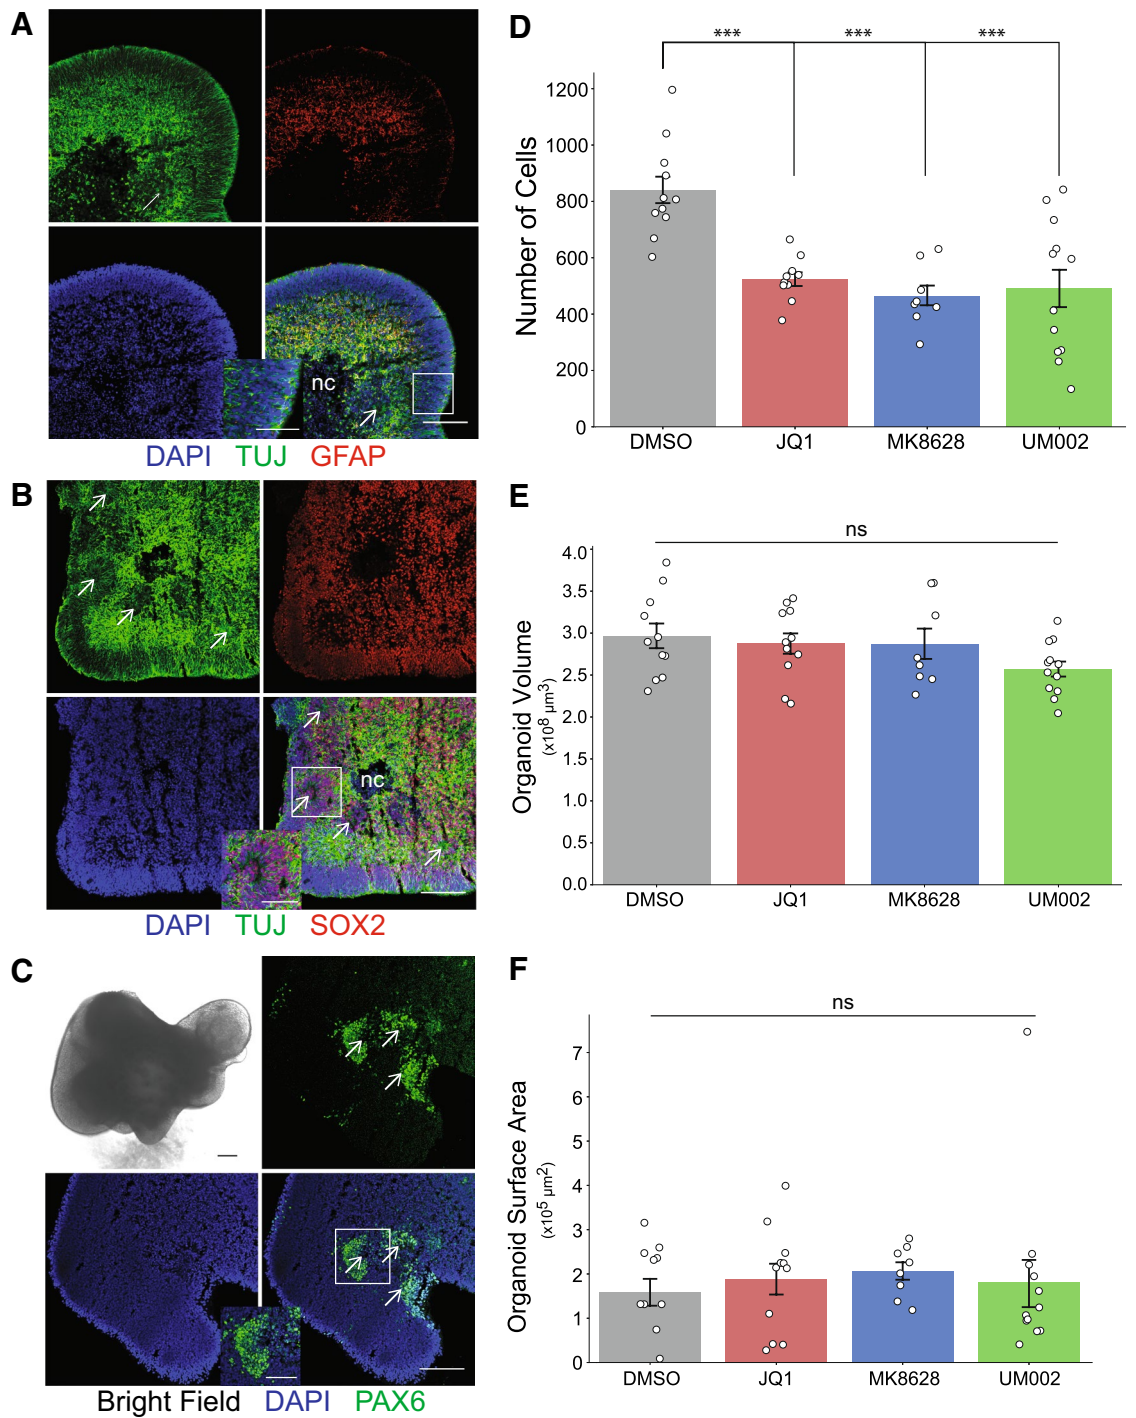 A
nc
DAPI TUJ GFAP
B
nc
DAPI TUJ SOX2
C
Bright Field DAPI PAX6
D
*** *** ***
Number of Cells
1200
1000
800
600
400
200
0
DMSO JQ1 MK8628 UM002
E
ns
Organoid Volume
(x10⁸ µm³)
4.0
3.5
3.0
2.5
2.0
1.5
1.0
0.5
0.0
DMSO JQ1 MK8628 UM002
F
ns
Organoid Surface Area
(x10⁵ µm²)
7
6
5
4
3
2
1
0
DMSO JQ1 MK8628 UM002